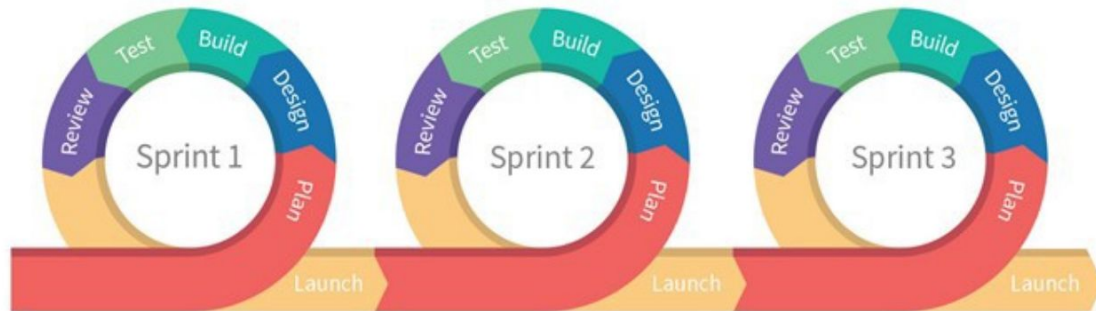 Test
Build
Review
Design
Sprint 1
Plan
Launch
Test
Build
Review
Design
Sprint 2
Plan
Launch
Test
Build
Review
Design
Sprint 3
Plan
Launch